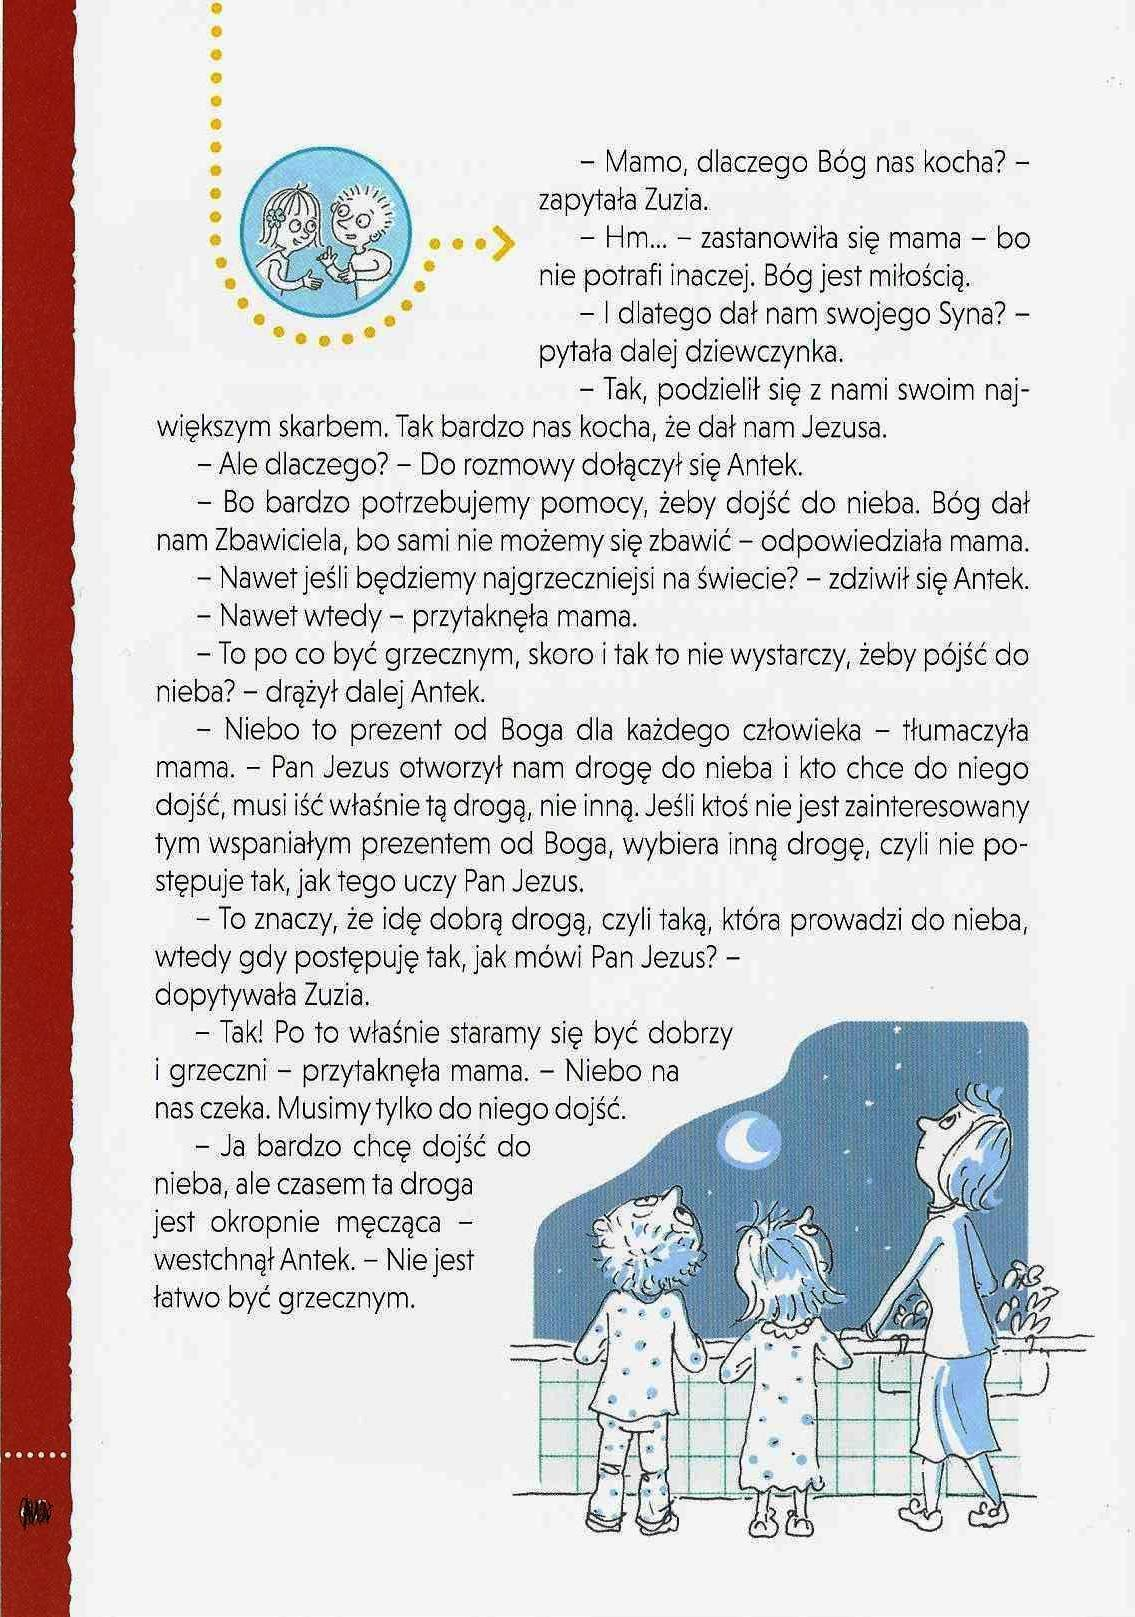 – Mamo, dlaczego Bóg nas kocha? –
zapytała Zuzia.
– Hm... – zastanowiła się mama – bo
nie potrafi inaczej. Bóg jest miłością.
– I dlatego dał nam swojego Syna? –
pytała dalej dziewczynka.
– Tak, podzielił się z nami swoim naj-
większym skarbem. Tak bardzo nas kocha, że dał nam Jezusa.
– Ale dlaczego? – Do rozmowy dołączył się Antek.
– Bo bardzo potrzebujemy pomocy, żeby dojść do nieba. Bóg dał
nam Zbawiciela, bo sami nie możemy się zbawić – odpowiedziała mama.
– Nawet jeśli będziemy najgrzeczniejsi na świecie? – zdziwił się Antek.
– Nawet wtedy – przytaknęła mama.
– To po co być grzecznym, skoro i tak to nie wystarczy, żeby pójść do
nieba? – drążył dalej Antek.
– Niebo to prezent od Boga dla każdego człowieka – tłumaczyła
mama. – Pan Jezus otworzył nam drogę do nieba i kto chce do niego
dojść, musi iść właśnie tą drogą, nie inną. Jeśli ktoś nie jest zainteresowany
tym wspaniałym prezentem od Boga, wybiera inną drogę, czyli nie po-
stępuje tak, jak tego uczy Pan Jezus.
– To znaczy, że idę dobrą drogą, czyli taką, która prowadzi do nieba,
wtedy gdy postępuję tak, jak mówi Pan Jezus? –
dopytywała Zuzia.
– Tak! Po to właśnie staramy się być dobrzy
i grzeczni – przytaknęła mama. – Niebo na
nas czeka. Musimy tylko do niego dojść.
– Ja bardzo chcę dojść do
nieba, ale czasem ta droga
jest okropnie męcząca –
westchnął Antek. – Nie jest
łatwo być grzecznym.